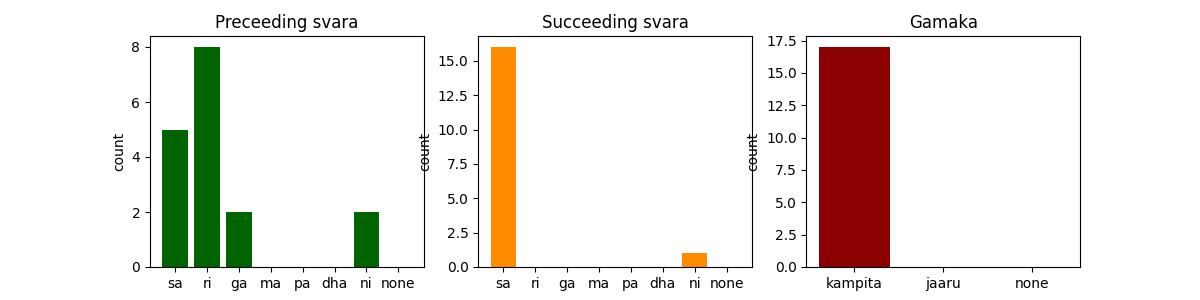 Preceeding svara
count
8
6
4
2
0
sa ri ga ma pa dha ni none
Succeeding svara
count
15.0
12.5
10.0
7.5
5.0
2.5
0.0
sa ri ga ma pa dha ni none
Gamaka
count
17.5
15.0
12.5
10.0
7.5
5.0
2.5
0.0
kampita jaaru none